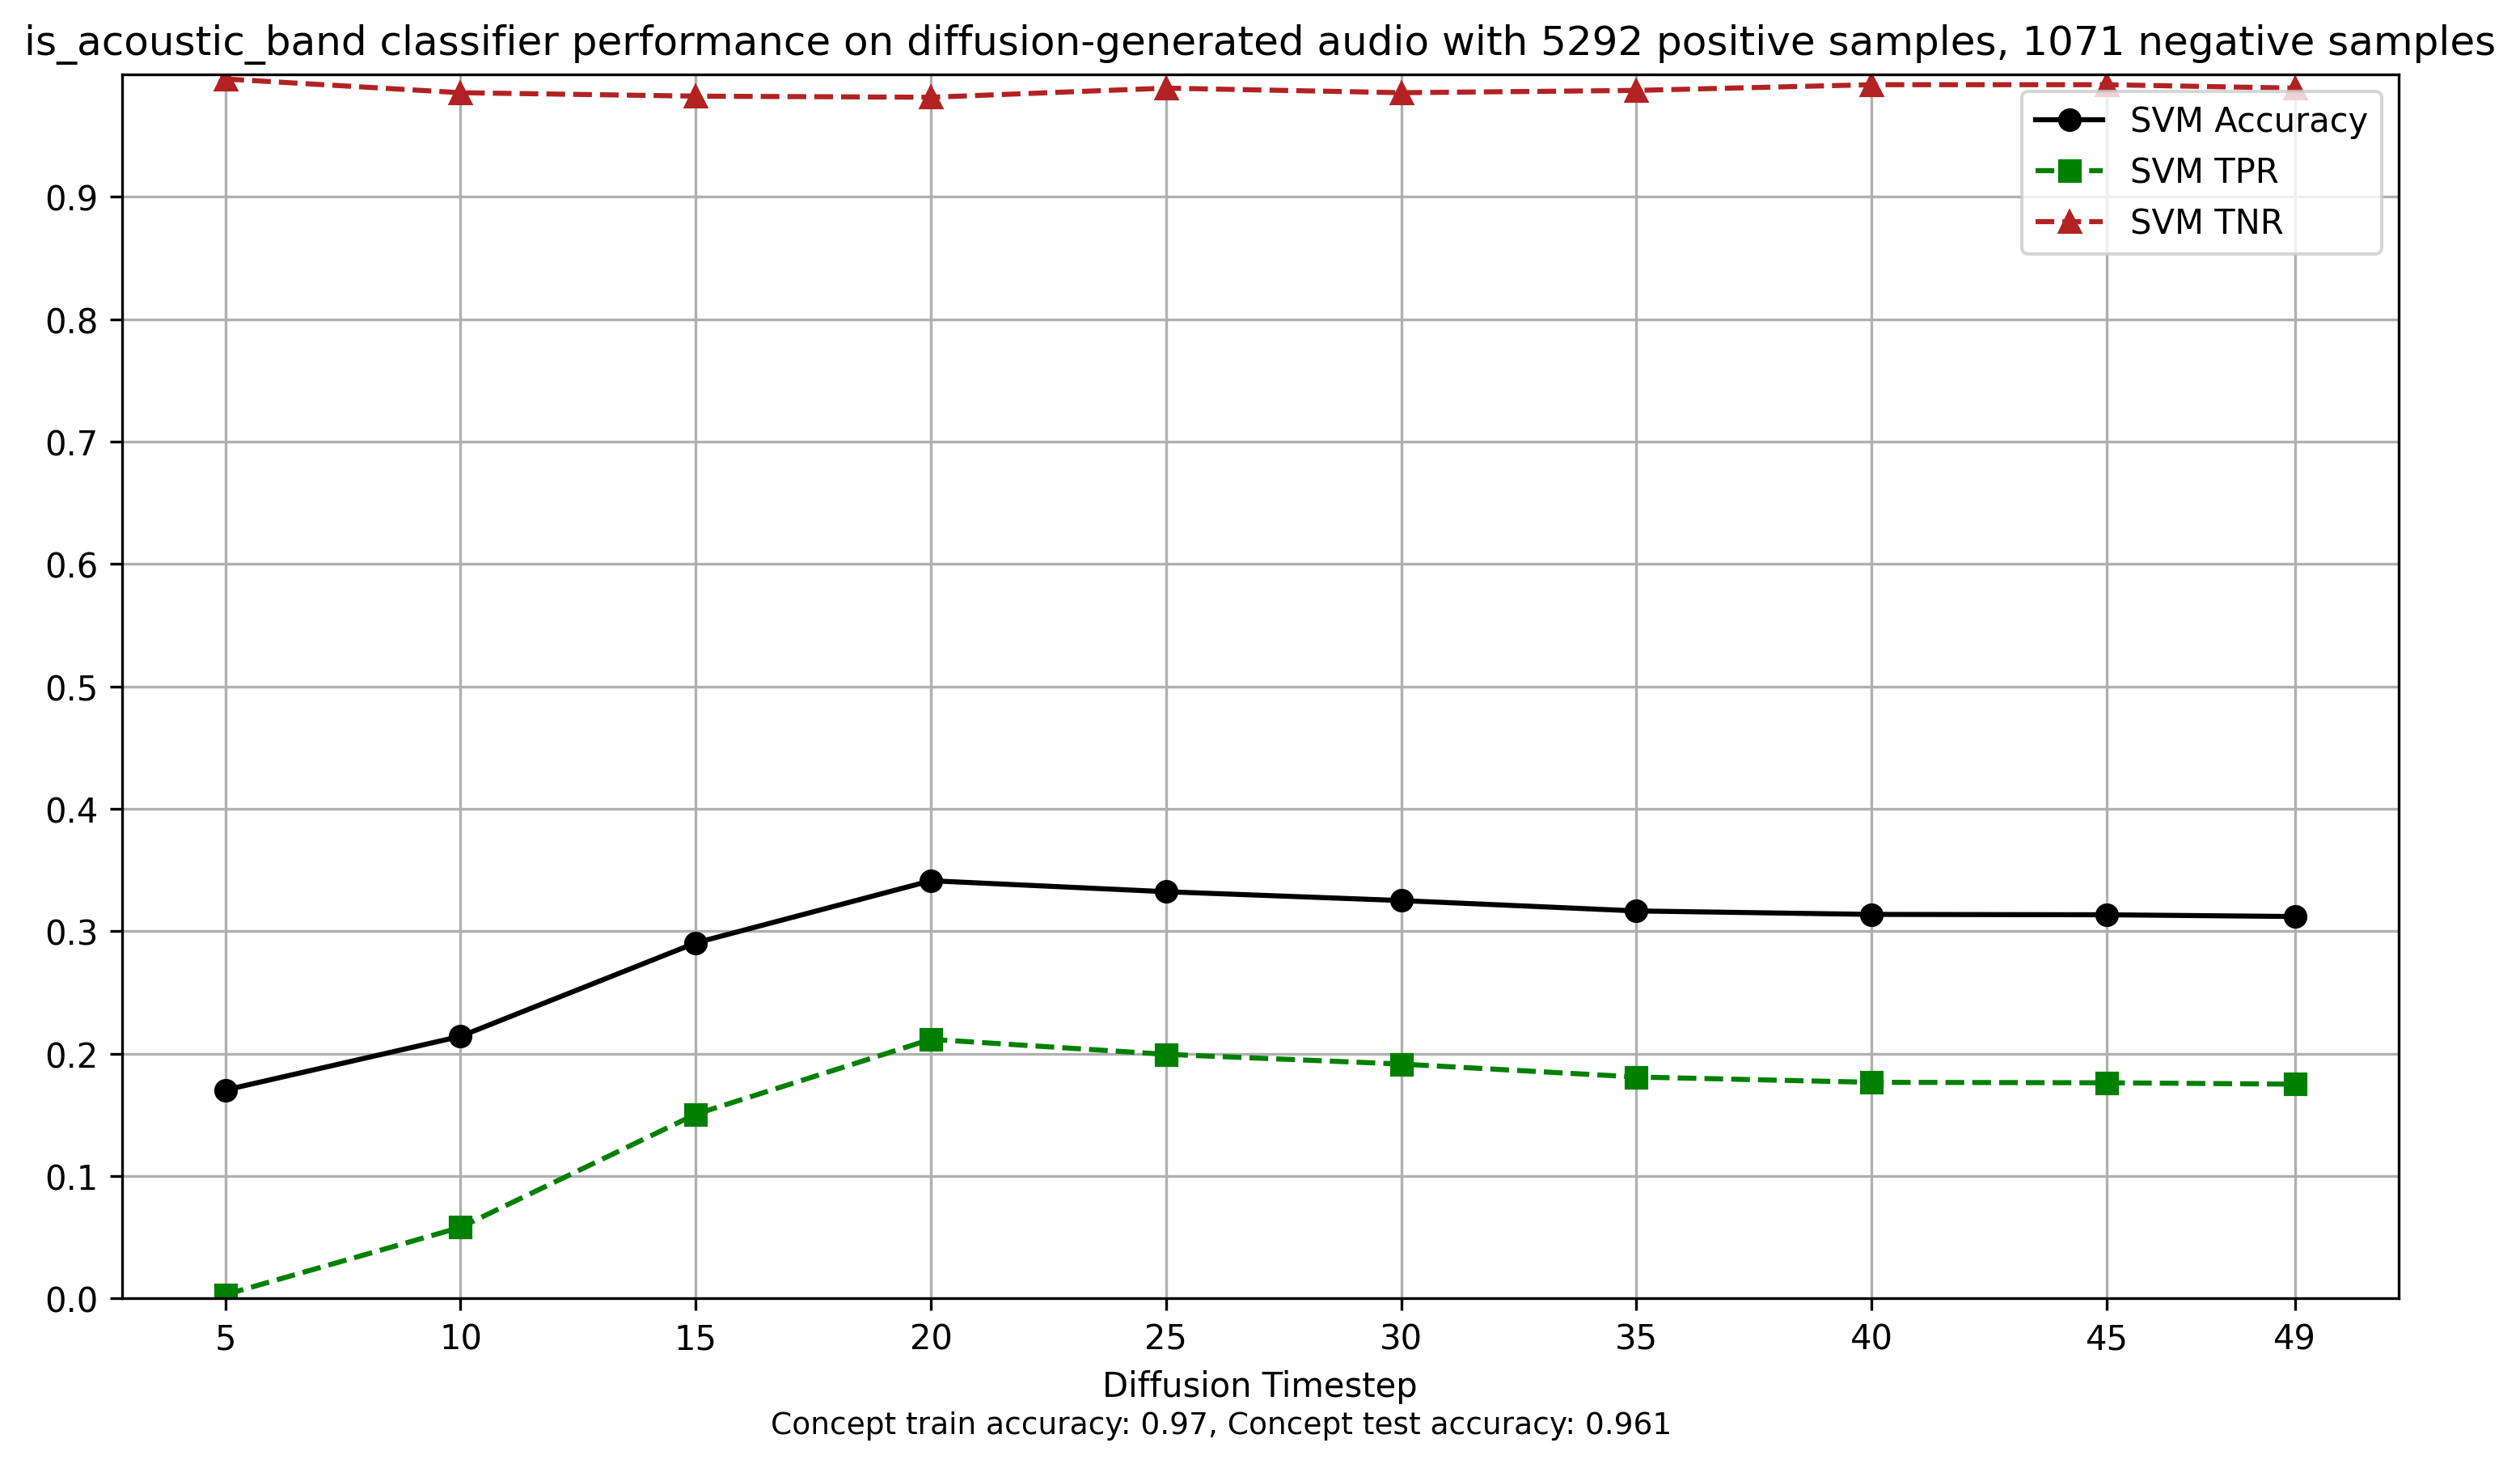 is_acoustic_band classifier performance on diffusion-generated audio with 5292 positive samples, 1071 negative samples
SVM Accuracy
SVM TPR
SVM TNR
0.9
0.8
0.7
0.6
0.5
0.4
0.3
0.2
0.1
0.0
5 10 15 20 25 30 35 40 45 49
Diffusion Timestep
Concept train accuracy: 0.97, Concept test accuracy: 0.961